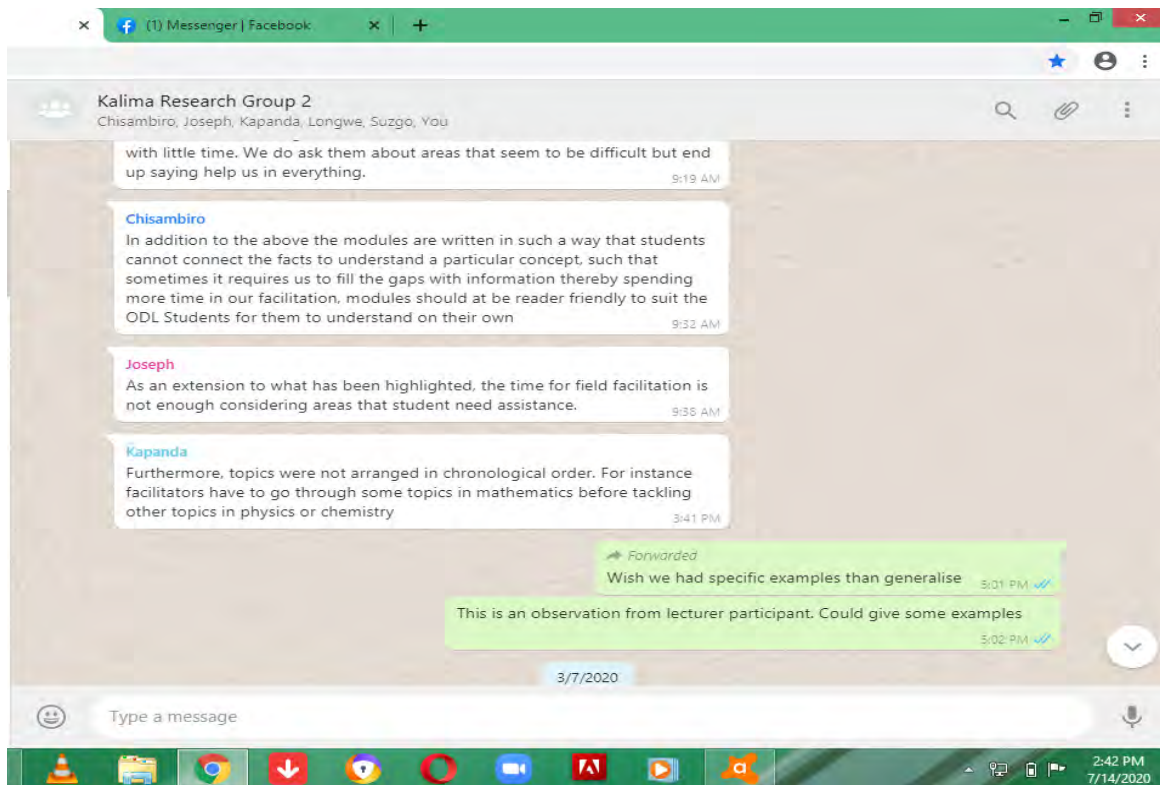 (1) Messenger | Facebook
Kalima Research Group 2
Chisambiro, Joseph, Kapanda, Longwe, Suzgo, You
with little time. We do ask them about areas that seem to be difficult but end
up saying help us in everything.
9:19 AM
Chisambiro
In addition to the above the modules are written in such a way that students
cannot connect the facts to understand a particular concept, such that
sometimes it requires us to fill the gaps with information thereby spending
more time in our facilitation, modules should at be reader friendly to suit the
ODL Students for them to understand on their own
9:32 AM
Joseph
As an extension to what has been highlighted, the time for field facilitation is
not enough considering areas that student need assistance.
9:38 AM
Kapanda
Furthermore, topics were not arranged in chronological order. For instance
facilitators have to go through some topics in mathematics before tackling
other topics in physics or chemistry
3:41 PM
Forwarded
Wish we had specific examples than generalise
5:01 PM
This is an observation from lecturer participant. Could give some examples
5:02 PM
3/7/2020
Type a message
2:42 PM
7/14/2020